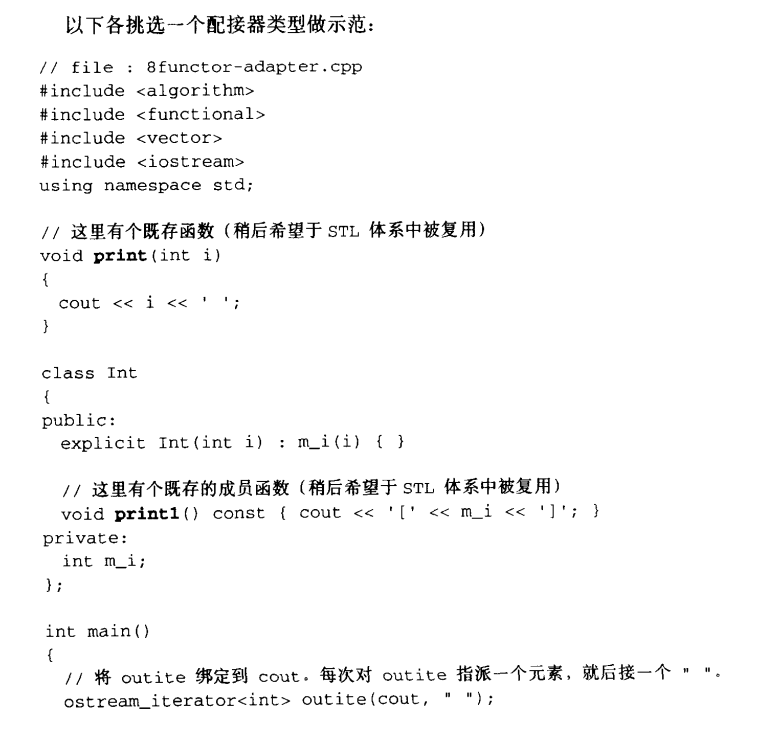 以下各挑选一个配接器类型做示范：
// file : 8functor-adapter.cpp
#include <algorithm>
#include <functional>
#include <vector>
#include <iostream>
using namespace std;
// 这里有个既存函数（稍后希望于 STL 体系中被复用）
void print(int i)
{
cout << i << ' ';
}
class Int
{
public:
explicit Int(int i) : m_i(i) { }
// 这里有个既存的成员函数（稍后希望于 STL 体系中被复用）
void print1() const { cout << '[' << m_i << ']'; }
private:
int m_i;
};
int main()
{
// 将 outite 绑定到 cout。每次对 outite 指派一个元素，就后接一个 " "。
ostream_iterator<int> outite(cout, " ");